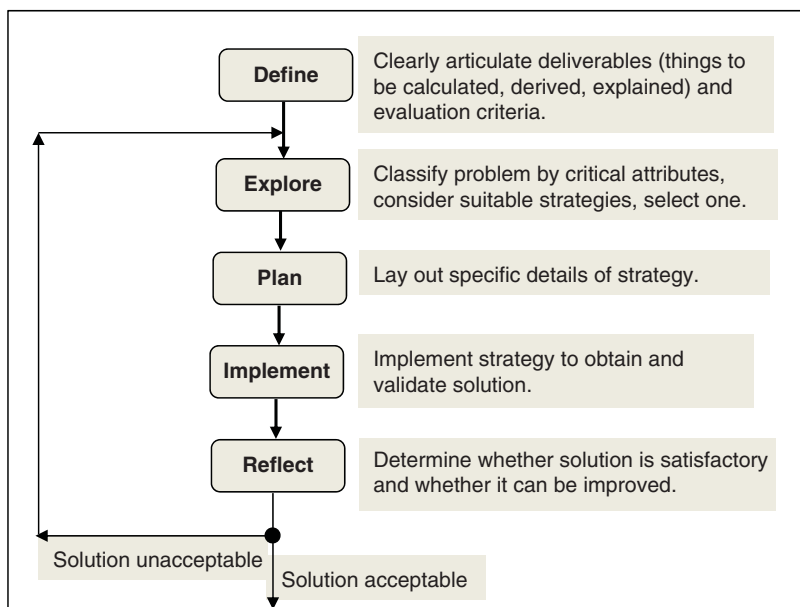 Define
Clearly articulate deliverables (things to
be calculated, derived, explained) and
evaluation criteria.
Explore
Classify problem by critical attributes,
consider suitable strategies, select one.
Plan
Lay out specific details of strategy.
Implement
Implement strategy to obtain and
validate solution.
Reflect
Determine whether solution is satisfactory
and whether it can be improved.
Solution unacceptable
Solution acceptable